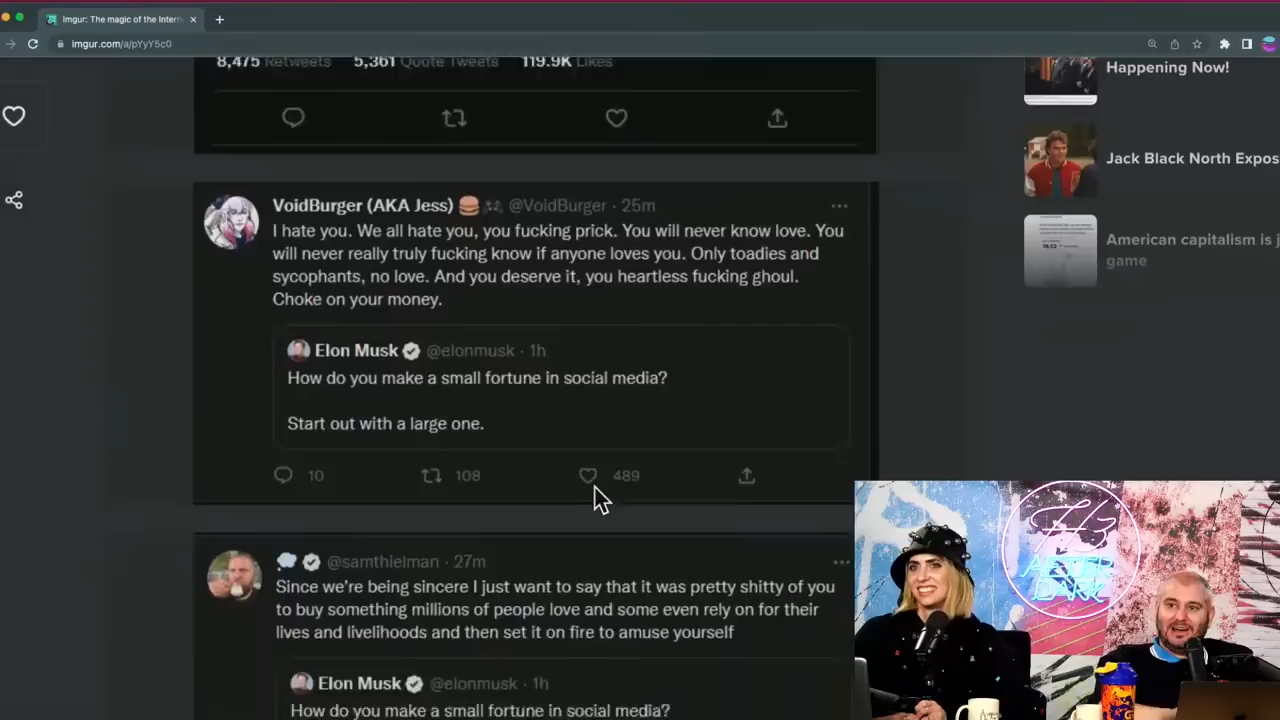 Imgur: The magic of the Intern
imgur.com/a/pYyY5c0
8,475 Retweets 5,361 Quote Tweets 119.9K Likes
Happening Now!
Jack Black North Expos
American capitalism is j
game
VoidBurger (AKA Jess) 🍔 @VoidBurger · 25m
I hate you. We all hate you, you fucking prick. You will never know love. You
will never really truly fucking know if anyone loves you. Only toadies and
sycophants, no love. And you deserve it, you heartless fucking ghoul.
Choke on your money.
Elon Musk @elonmusk · 1h
How do you make a small fortune in social media?
Start out with a large one.
10 108 489
@samthielman · 27m
Since we're being sincere I just want to say that it was pretty shitty of you
to buy something millions of people love and some even rely on for their
lives and livelihoods and then set it on fire to amuse yourself
Elon Musk @elonmusk · 1h
How do you make a small fortune in social media?
H3
AFTER
DARK